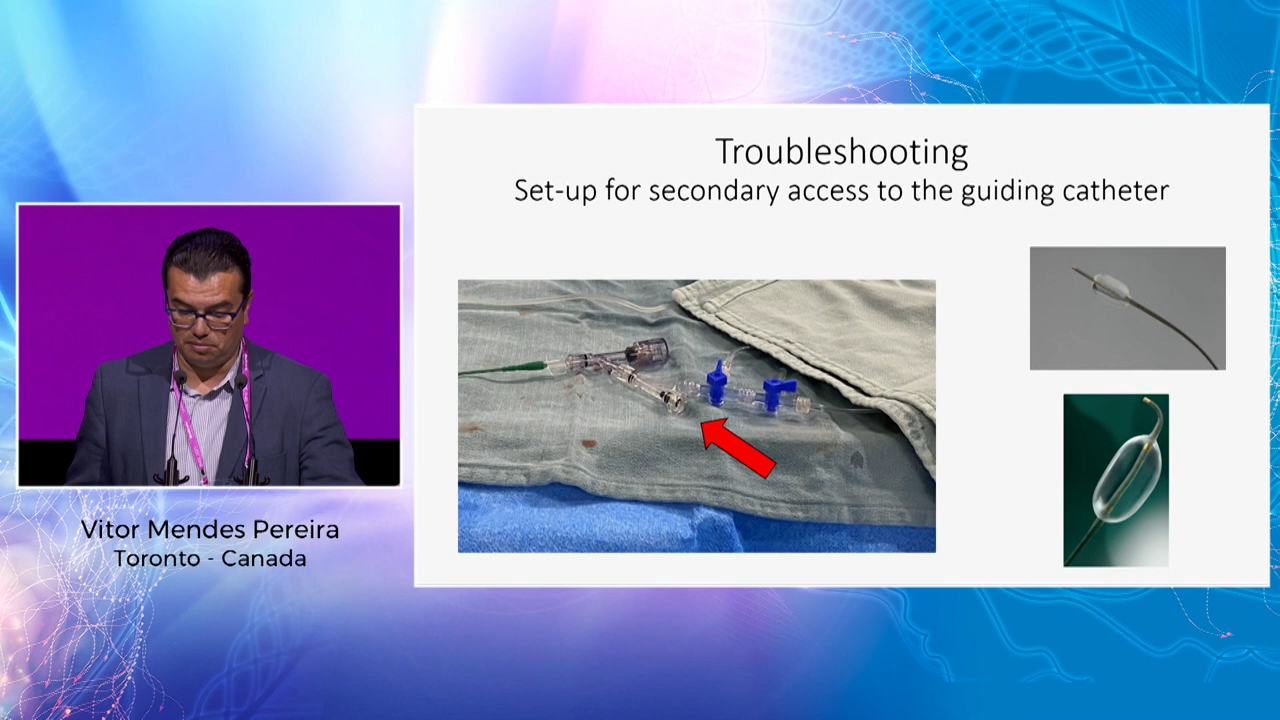 Troubleshooting
Set-up for secondary access to the guiding catheter
Vitor Mendes Pereira
Toronto - Canada